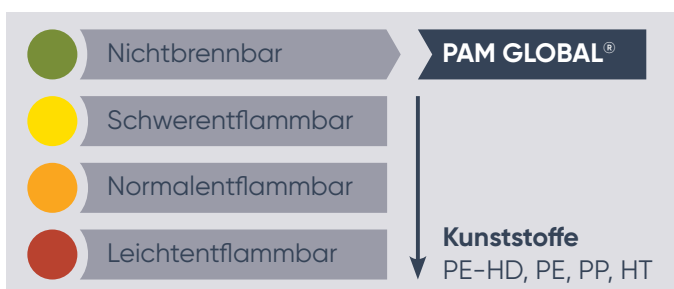 Nichtbrennbar
PAM GLOBAL®
Schwerentflammbar
Normalentflammbar
Leichtentflammbar
Kunststoffe
PE-HD, PE, PP, HT